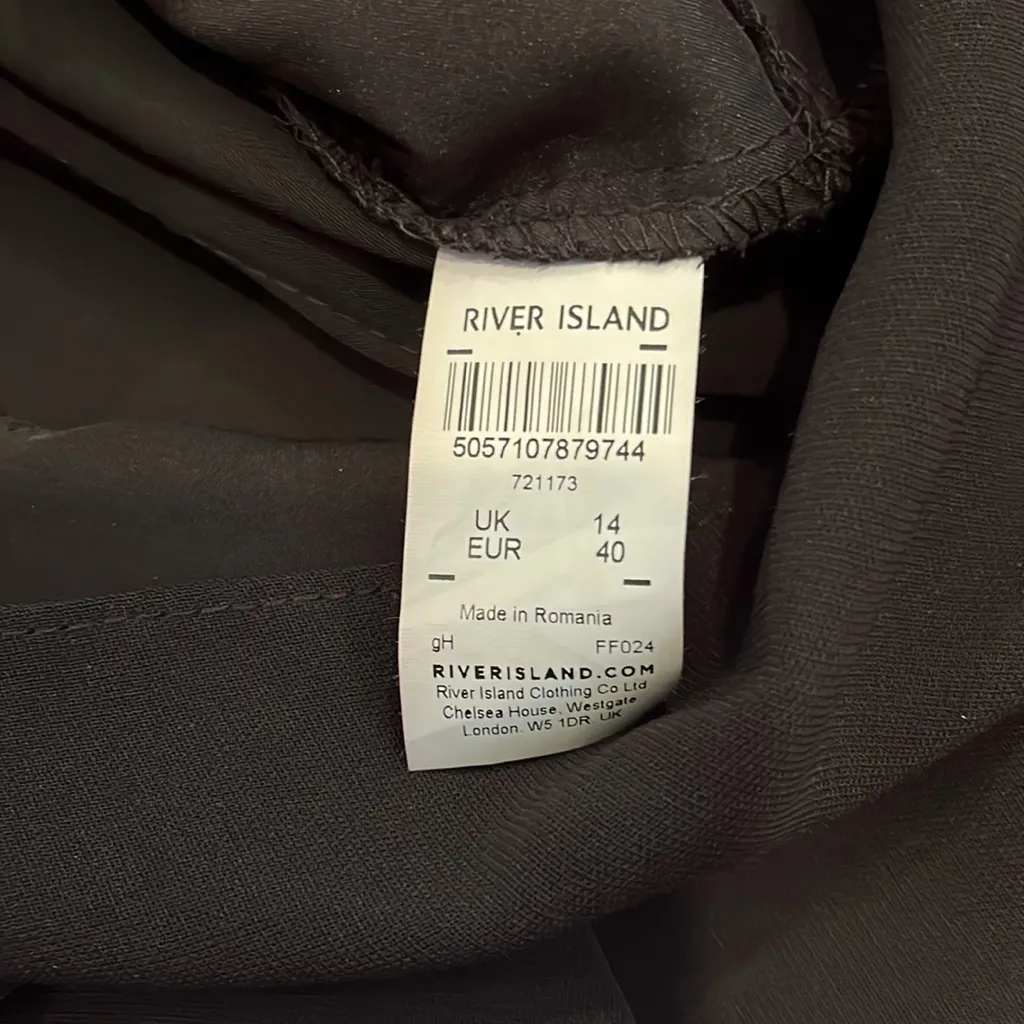 RIVER ISLAND
5057107879744
721173
UK 14
EUR 40
Made in Romania
gH FF024
RIVERISLAND.COM
River Island Clothing Co Ltd
Chelsea House, Westgate
London. W5 1DR. UK